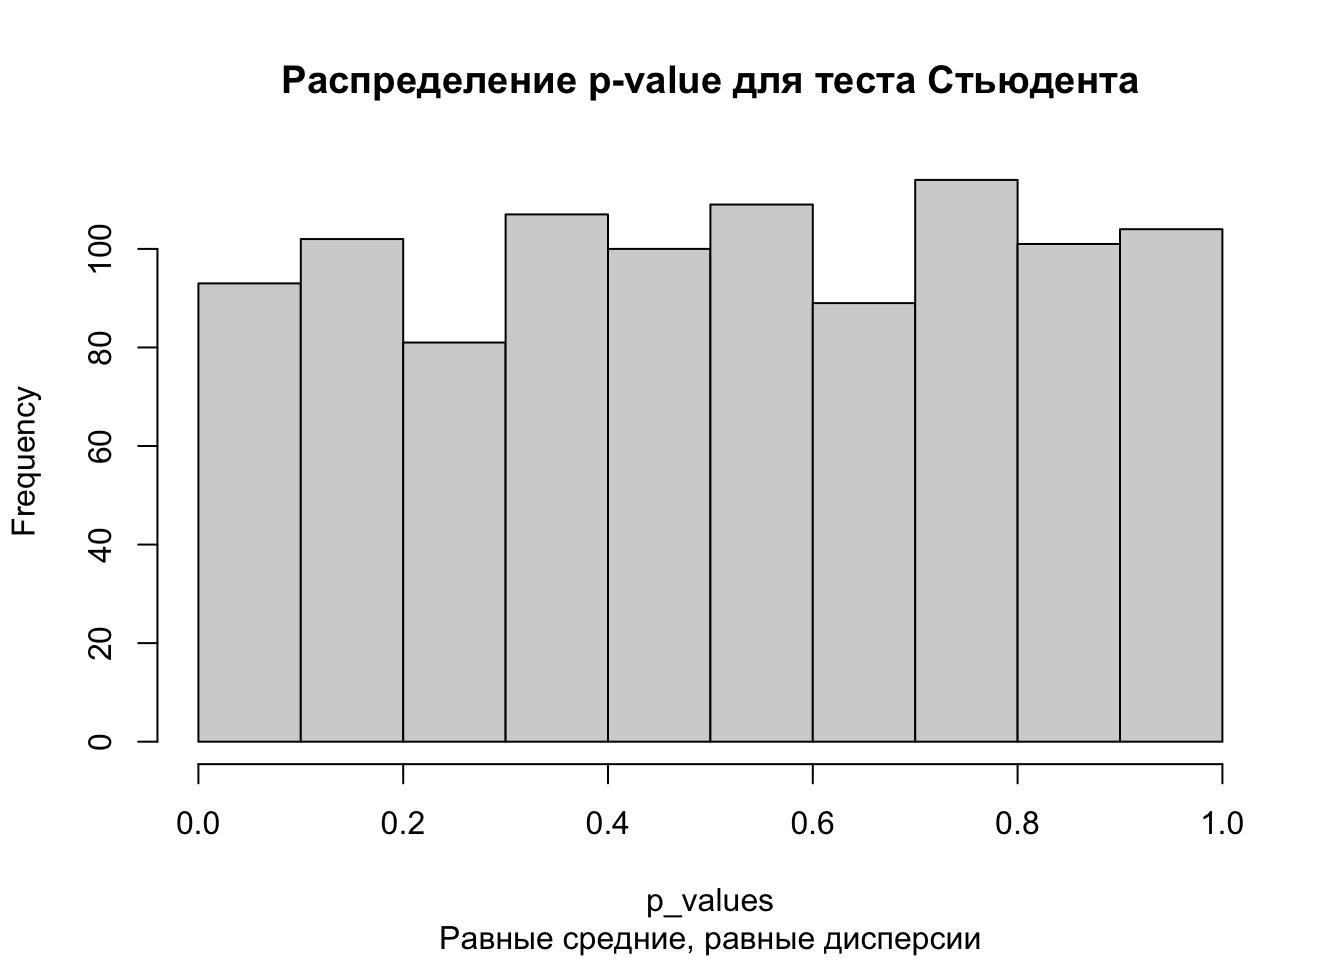 Распределение p-value для теста Стьюдента
Frequency
100
80
60
40
20
0
0.0 0.2 0.4 0.6 0.8 1.0
p_values
Равные средние, равные дисперсии